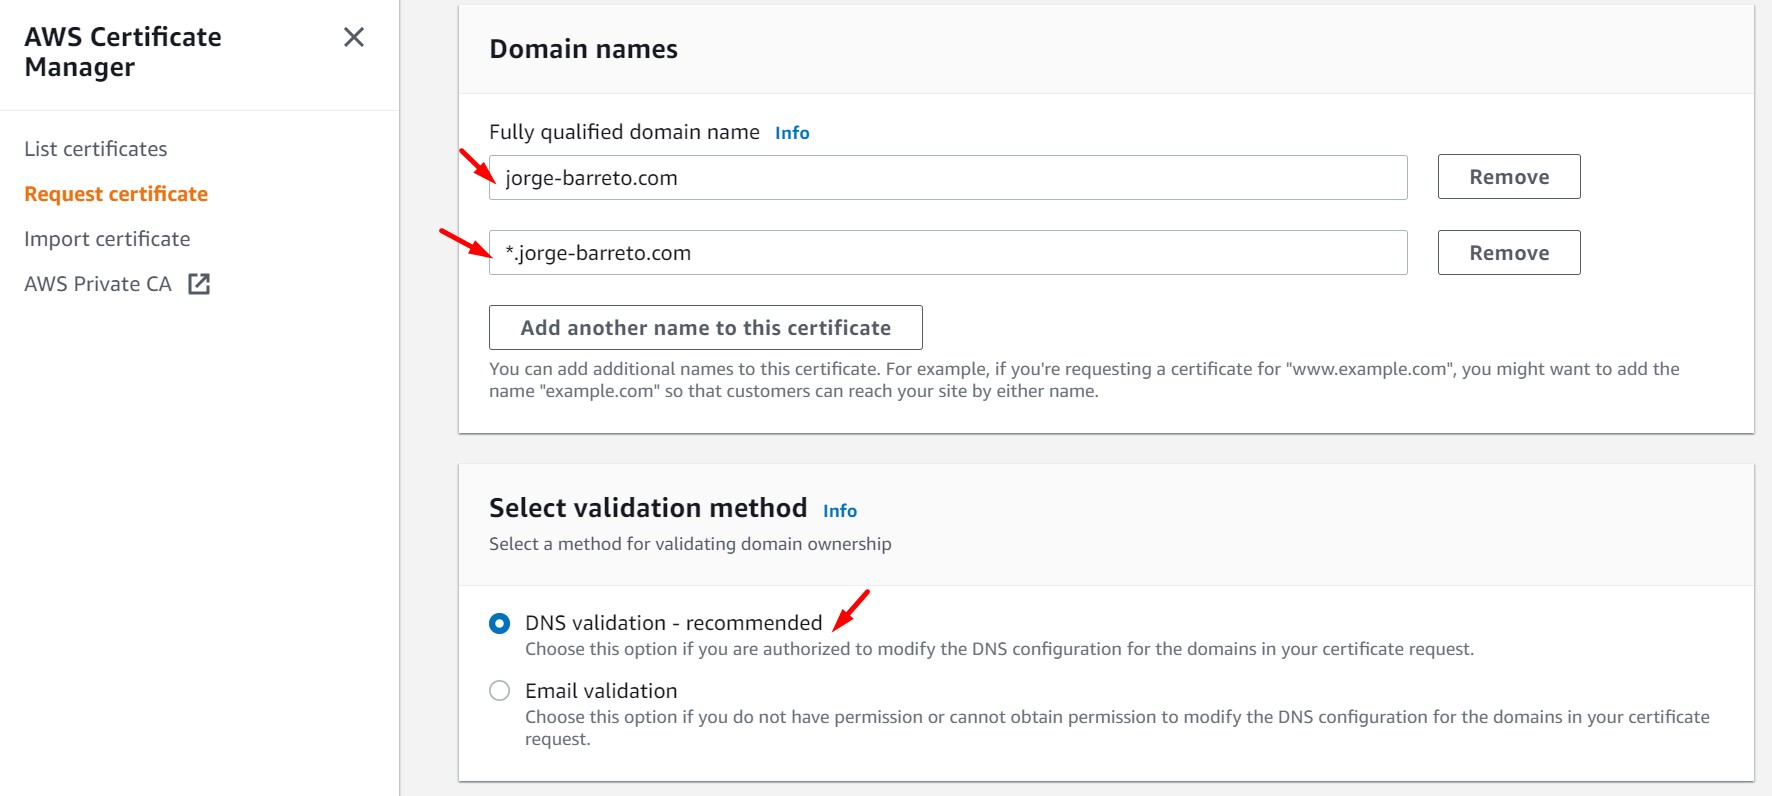 AWS Certificate
Manager
List certificates
Request certificate
Import certificate
AWS Private CA
Domain names
Fully qualified domain name Info
jorge-barreto.com
Remove
*.jorge-barreto.com
Remove
Add another name to this certificate
You can add additional names to this certificate. For example, if you're requesting a certificate for "www.example.com", you might want to add the
name "example.com" so that customers can reach your site by either name.
Select validation method Info
Select a method for validating domain ownership
DNS validation - recommended
Choose this option if you are authorized to modify the DNS configuration for the domains in your certificate request.
Email validation
Choose this option if you do not have permission or cannot obtain permission to modify the DNS configuration for the domains in your certificate
request.